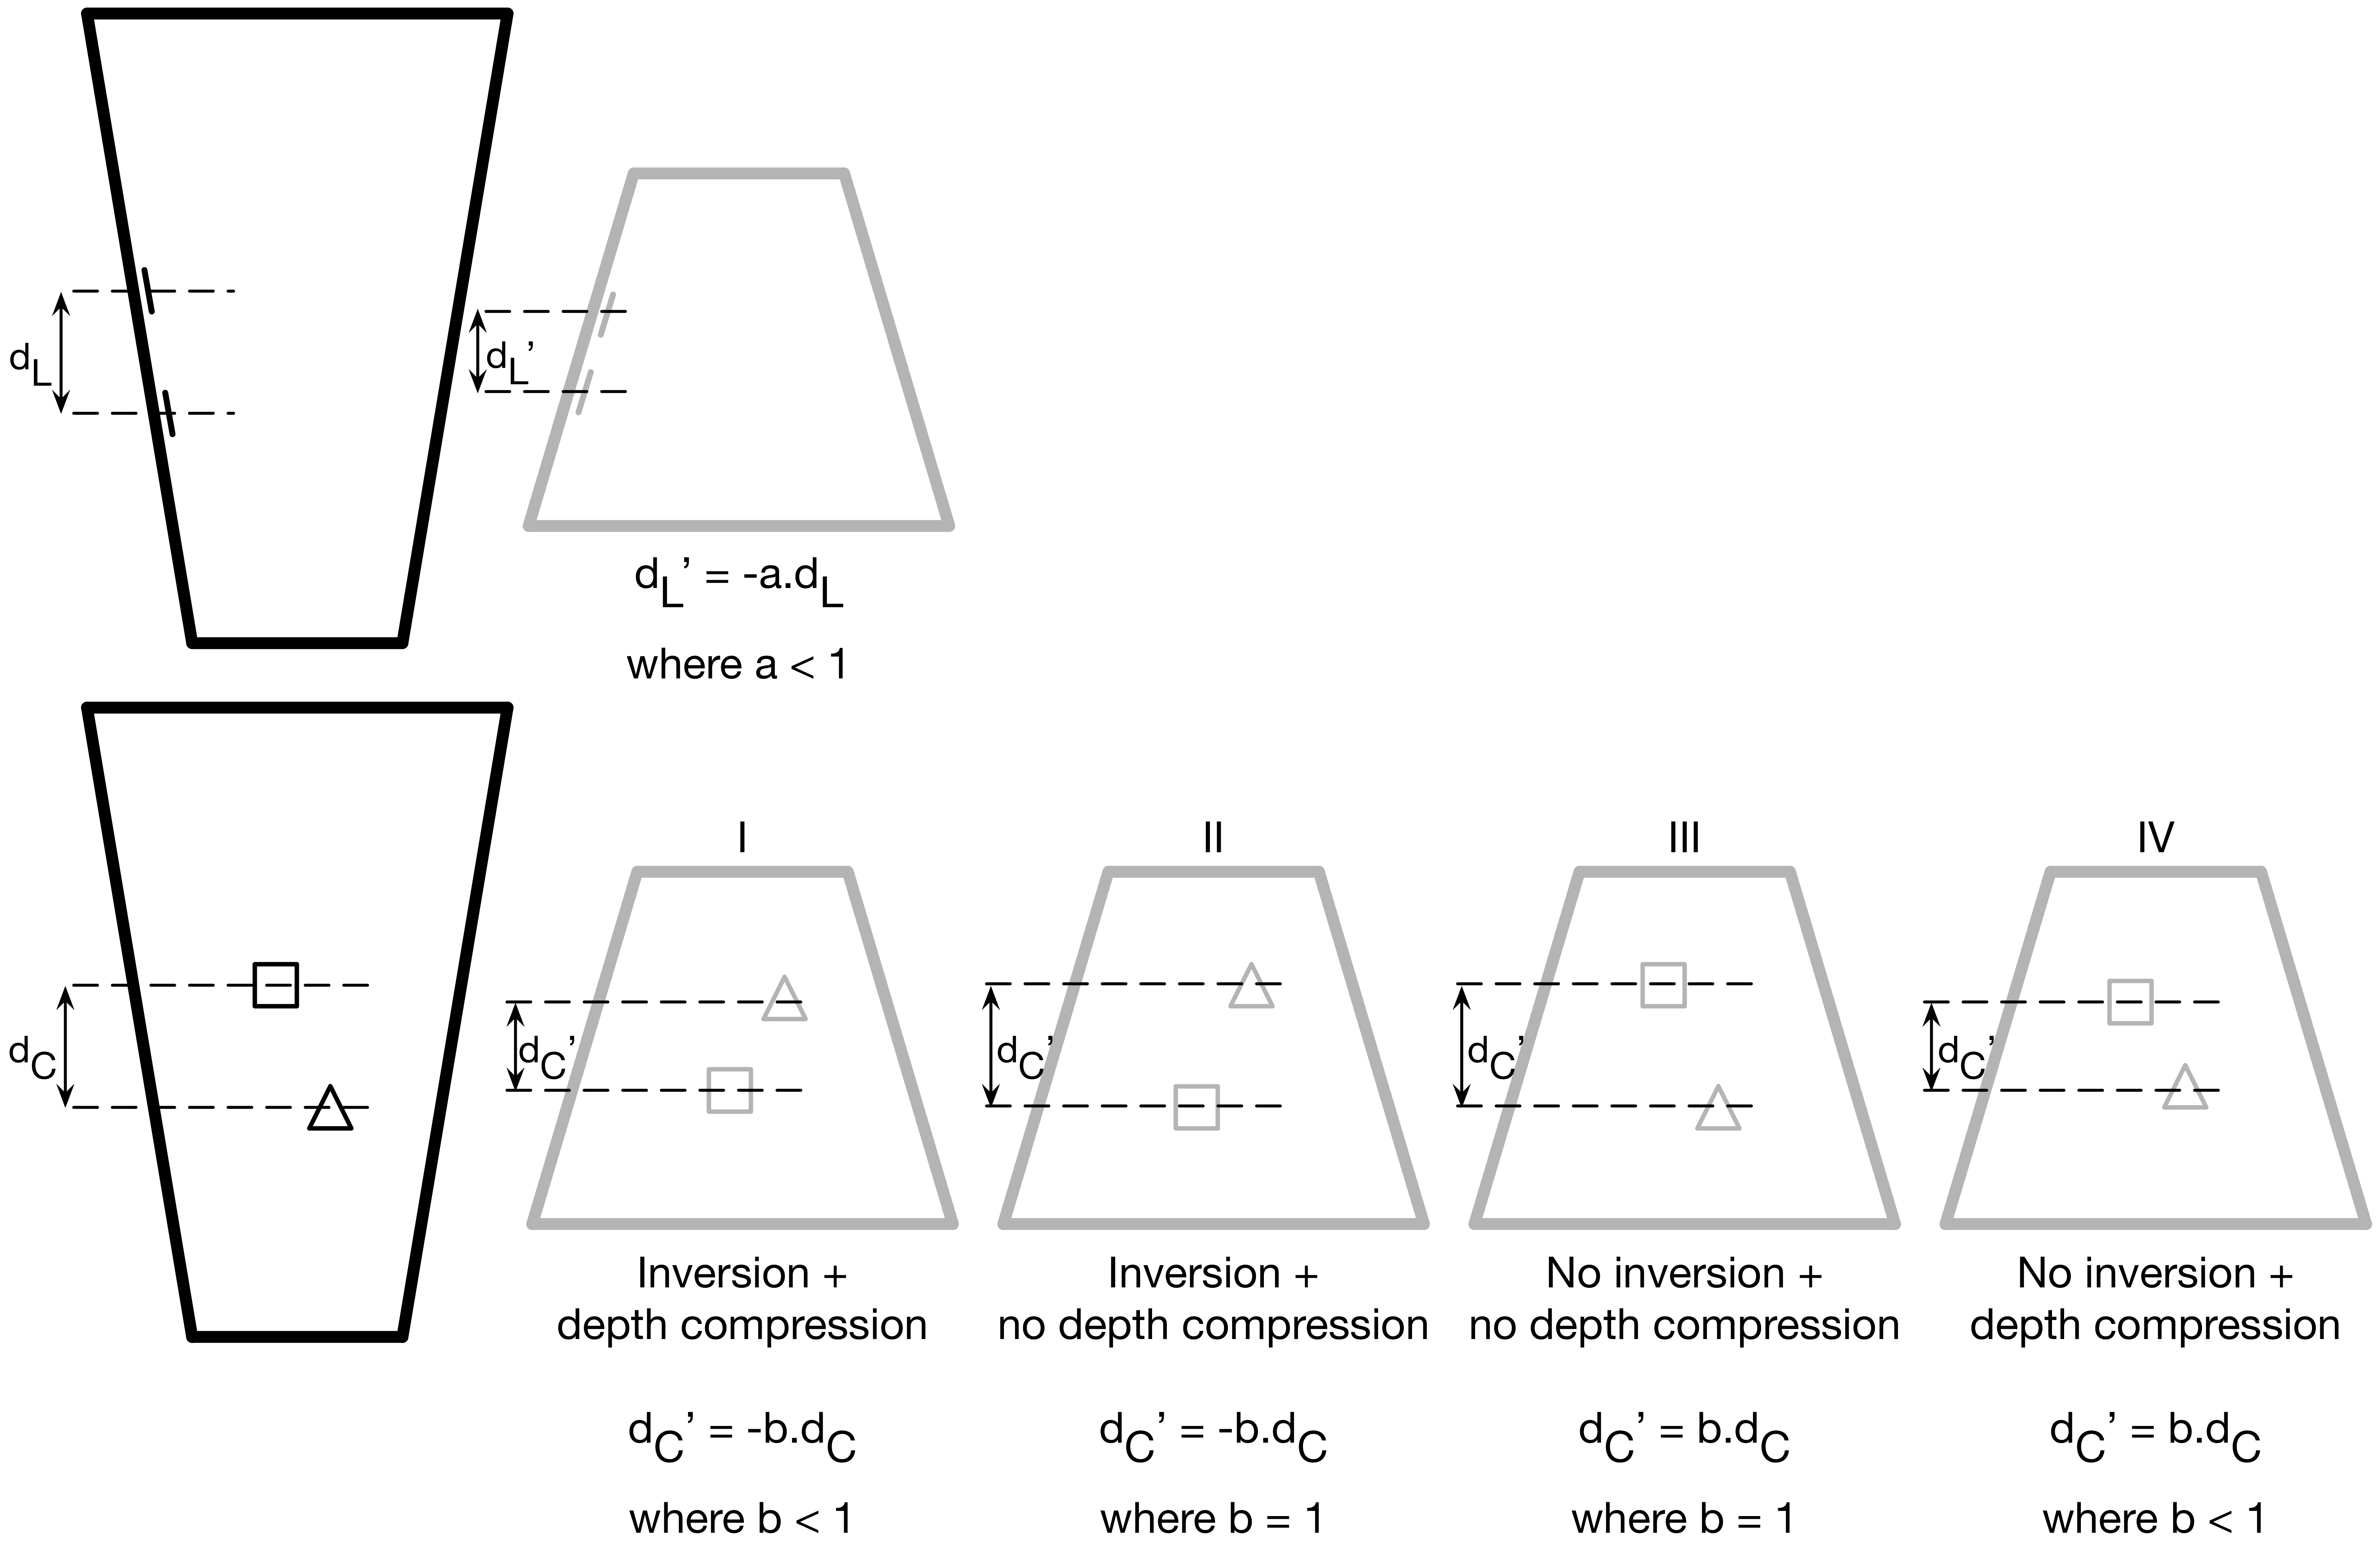 dL
dL’
dL’ = -a.dL
where a < 1
I
II
III
IV
dC
dC’
dC’
dC’
dC’
Inversion +
depth compression
Inversion +
no depth compression
No inversion +
no depth compression
No inversion +
depth compression
dC’ = -b.dC
dC’ = -b.dC
dC’ = b.dC
dC’ = b.dC
where b < 1
where b = 1
where b = 1
where b < 1